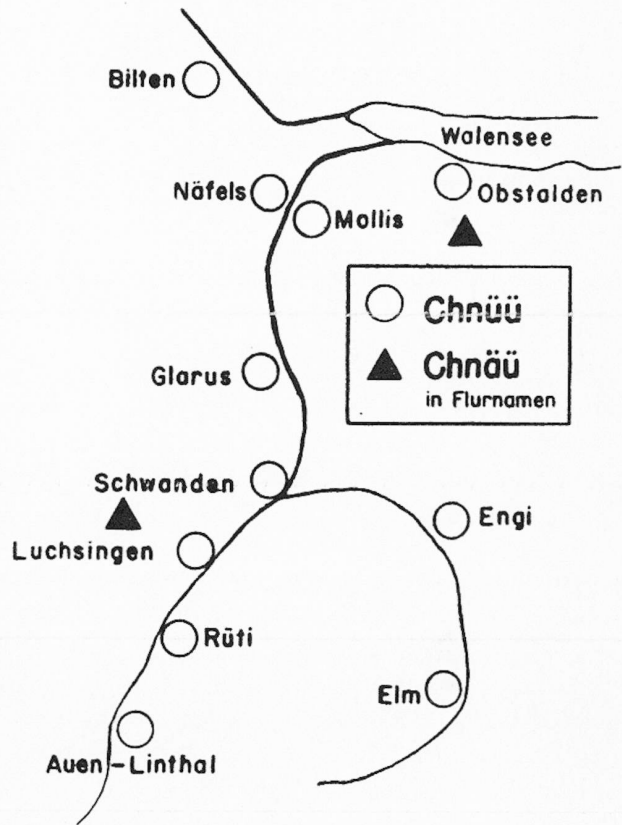 Bilten
Walensee
Näfels
Obstalden
Mollis
Chnüü
Glarus
Chnäü
in Flurnamen
Schwanden
Engi
Luchsingen
Rüti
Elm
Auen-Linthal